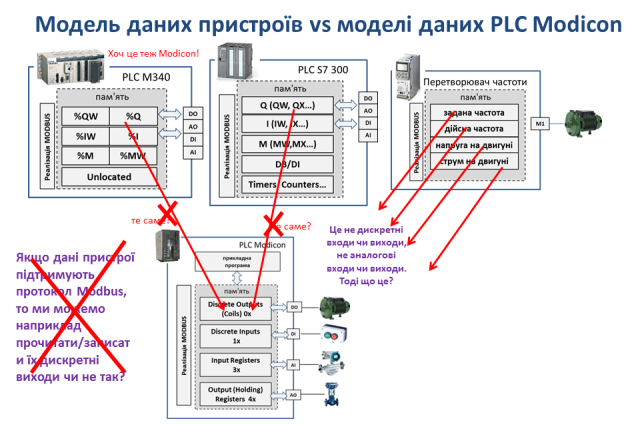 Модель даних пристроїв vs моделі даних PLC Modicon
Хоч це теж Modicon!
PLC M340
Реалізація MODBUS
пам'ять
%QW
%Q
%IW
%I
%M
%MW
Unlocated
DO
AO
DI
AI
PLC S7 300
Реалізація MODBUS
пам'ять
Q (QW, QX...)
I (IW, IX...)
M (MW,MX...)
DB/DI
Timers, Counters...
DO
AO
DI
AI
Перетворювач частоти
Реалізація MODBUS
пам'ять
задана частота
дійсна частота
напруга на двигуні
струм на двигуні
M1
те саме?
те саме?
Це не дискретні
входи чи виходи,
не аналогові
входи чи виходи.
Тоді що це?
Якщо дані пристрої
підтримують
протокол Modbus,
то ми можемо
наприклад
прочитати/записат
и їх дискретні
виходи чи не так?
PLC Modicon
прикладна
програма
Реалізація MODBUS
пам'ять
Discrete Outputs
(Coils) 0x
Discrete Inputs
1x
Input Registers
3x
Output (Holding)
Registers 4x
DO
DI
AI
AO